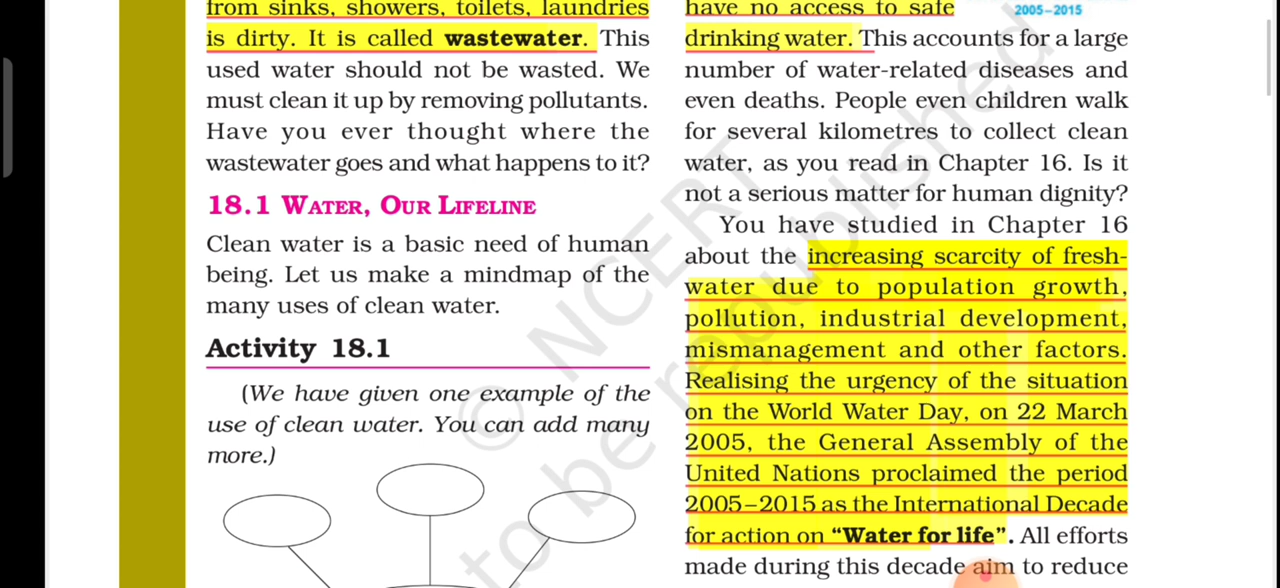 from sinks, showers, toilets, laundries
is dirty. It is called wastewater. This
used water should not be wasted. We
must clean it up by removing pollutants.
Have you ever thought where the
wastewater goes and what happens to it?
18.1 WATER, OUR LIFELINE
Clean water is a basic need of human
being. Let us make a mindmap of the
many uses of clean water.
Activity 18.1
(We have given one example of the
use of clean water. You can add many
more.)
2005–2015
have no access to safe
drinking water. This accounts for a large
number of water-related diseases and
even deaths. People even children walk
for several kilometres to collect clean
water, as you read in Chapter 16. Is it
not a serious matter for human dignity?
You have studied in Chapter 16
about the increasing scarcity of fresh-
water due to population growth,
pollution, industrial development,
mismanagement and other factors.
Realising the urgency of the situation
on the World Water Day, on 22 March
2005, the General Assembly of the
United Nations proclaimed the period
2005–2015 as the International Decade
for action on “Water for life”. All efforts
made during this decade aim to reduce
© NCERT
to be republished